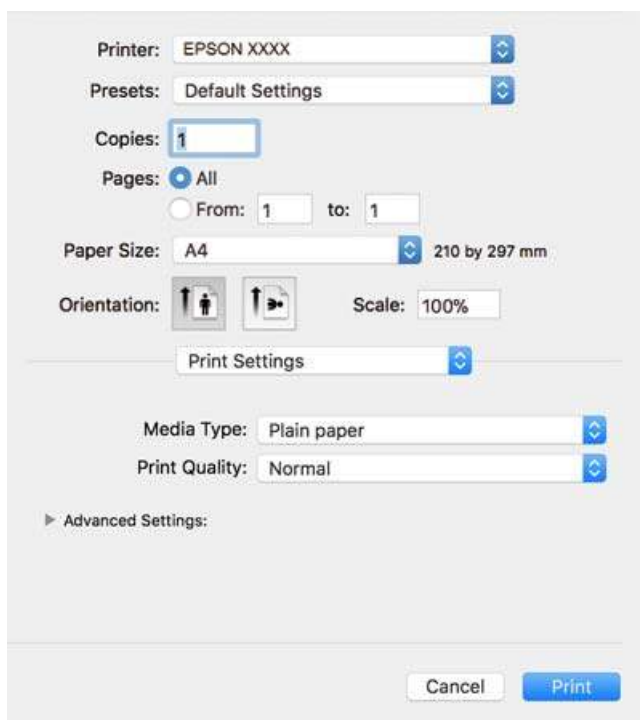 Printer: EPSON XXXX
Presets: Default Settings
Copies: 1
Pages: All
From: 1 to: 1
Paper Size: A4 210 by 297 mm
Orientation: Scale: 100%
Print Settings
Media Type: Plain paper
Print Quality: Normal
Advanced Settings:
Cancel Print